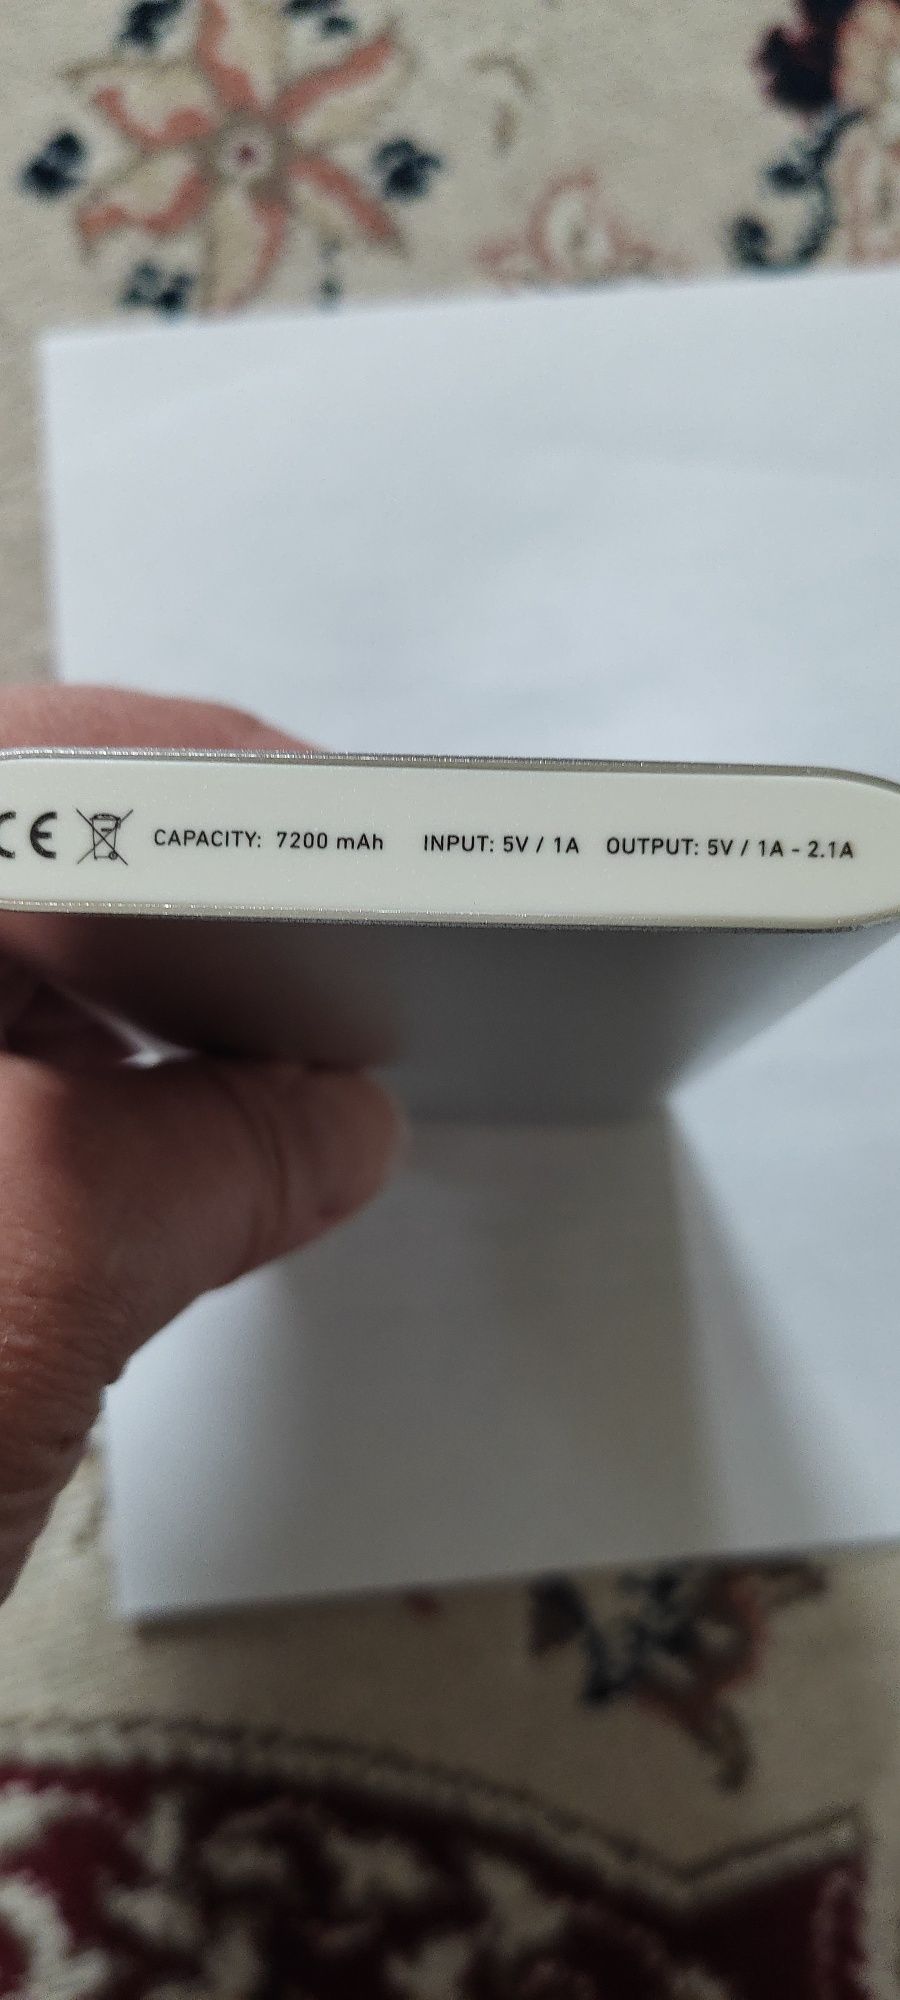 CE CAPACITY: 7200 mAh INPUT: 5V / 1A OUTPUT: 5V / 1A - 2.1A